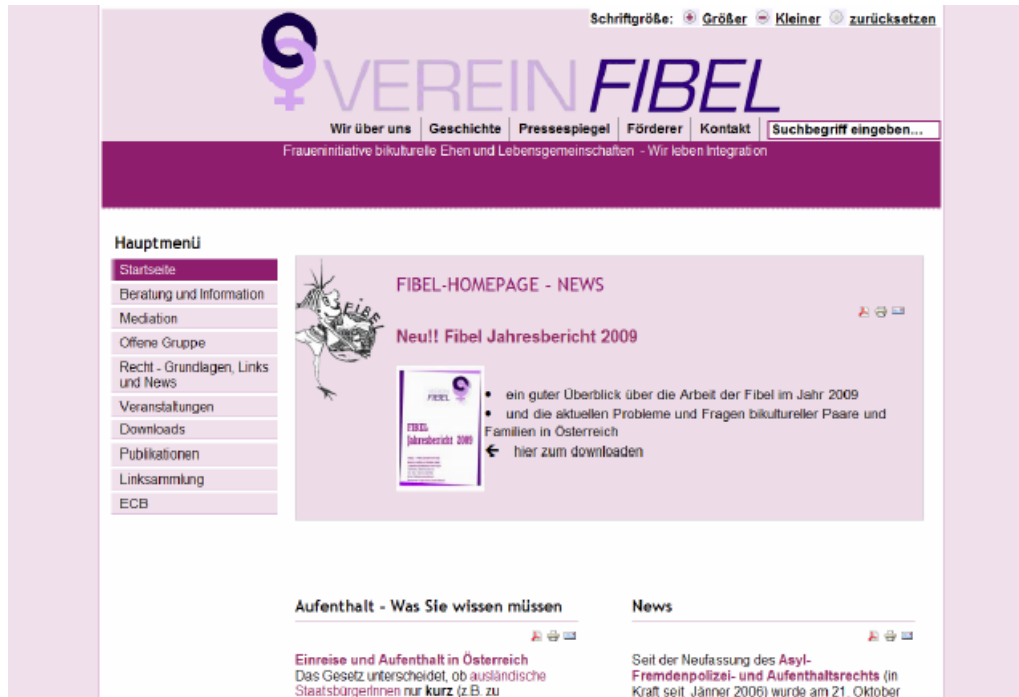 Schriftgröße: Größer Kleiner zurücksetzen
VEREIN FIBEL
Wir über uns Geschichte Pressespiegel Förderer Kontakt Suchbegriff eingeben...
Fraueninitiative bikulturelle Ehen und Lebensgemeinschaften - Wir leben Integration
Hauptmenü
Startseite
Beratung und Information
Mediation
Offene Gruppe
Recht - Grundlagen, Links
und News
Veranstaltungen
Downloads
Publikationen
Linksammlung
ECB
FIBEL
FIBEL-HOMEPAGE - NEWS
Neu!! Fibel Jahresbericht 2009
FIBEL
FIBEL
Jahresbericht 2009
• ein guter Überblick über die Arbeit der Fibel im Jahr 2009
• und die aktuellen Probleme und Fragen bikultureller Paare und
Familien in Österreich
← hier zum downloaden
Aufenthalt - Was Sie wissen müssen
Einreise und Aufenthalt in Österreich
Das Gesetz unterscheidet, ob ausländische
StaatsbürgerInnen nur kurz (z.B. zu
News
Seit der Neufassung des Asyl-
Fremdenpolizei- und Aufenthaltsrechts (in
Kraft seit Jänner 2006) wurde am 21. Oktober